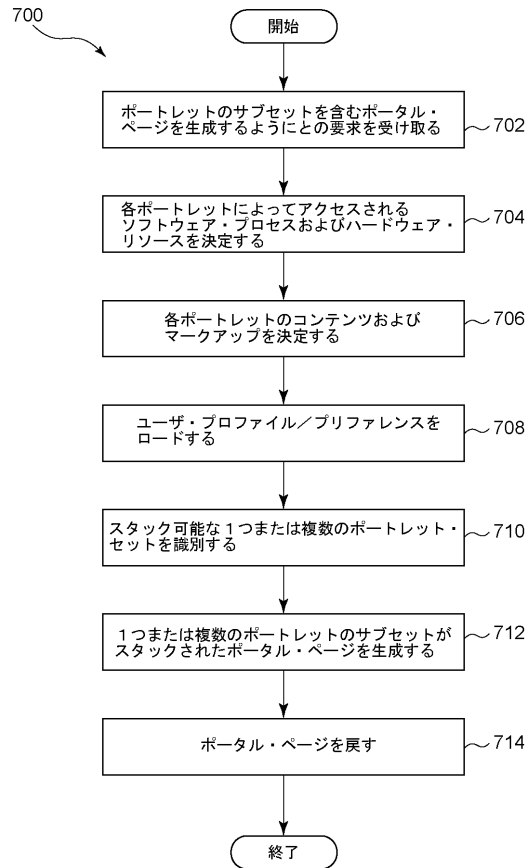 700
開始
ポートレットのサブセットを含むポータル・
ページを生成するようにとの要求を受け取る
702
各ポートレットによってアクセスされる
ソフトウェア・プロセスおよびハードウェア・
リソースを決定する
704
各ポートレットのコンテンツおよび
マークアップを決定する
706
ユーザ・プロファイル／プリファレンスを
ロードする
708
スタック可能な１つまたは複数のポートレット・
セットを識別する
710
１つまたは複数のポートレットのサブセットが
スタックされたポータル・ページを生成する
712
ポータル・ページを戻す
714
終了